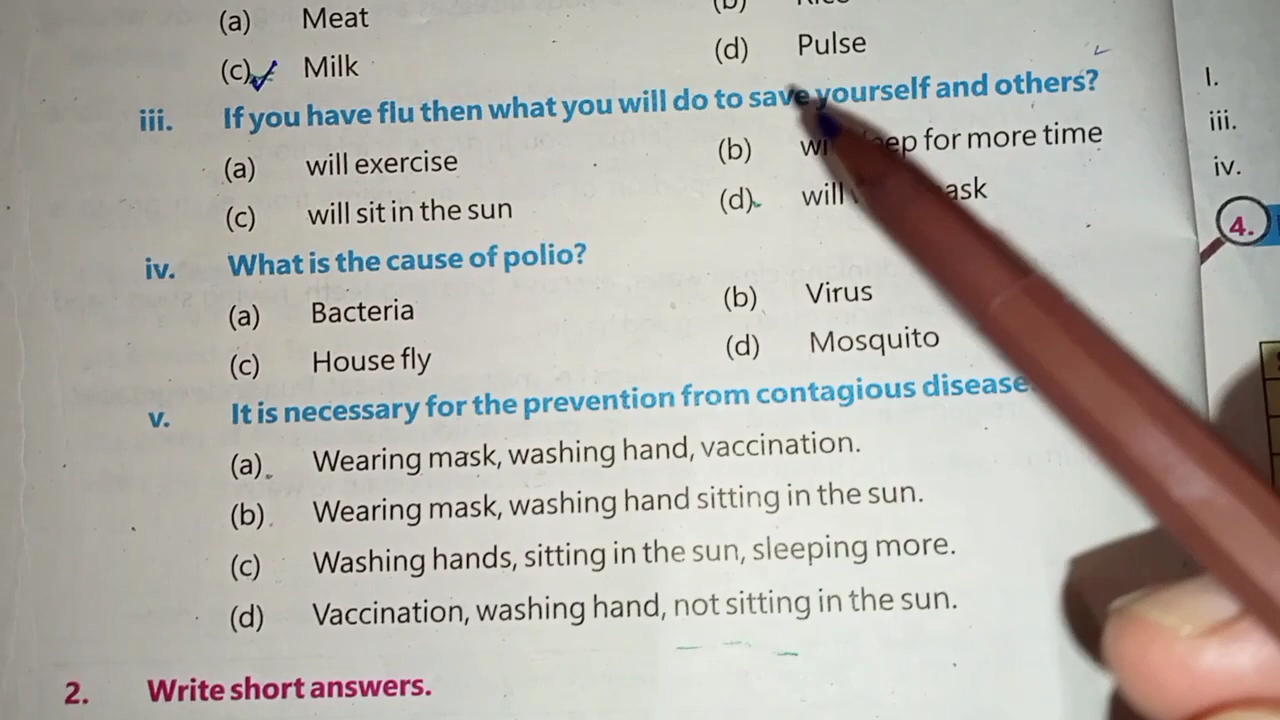 (a) Meat (b)
(c) Milk (d) Pulse
iii. If you have flu then what you will do to save yourself and others?
(a) will exercise (b) for more time
(c) will sit in the sun (d) will
iv. What is the cause of polio?
(a) Bacteria (b) Virus
(c) House fly (d) Mosquito
v. It is necessary for the prevention from contagious disease
(a) Wearing mask, washing hand, vaccination.
(b) Wearing mask, washing hand sitting in the sun.
(c) Washing hands, sitting in the sun, sleeping more.
(d) Vaccination, washing hand, not sitting in the sun.
2. Write short answers.
I.
iii.
iv.
4.